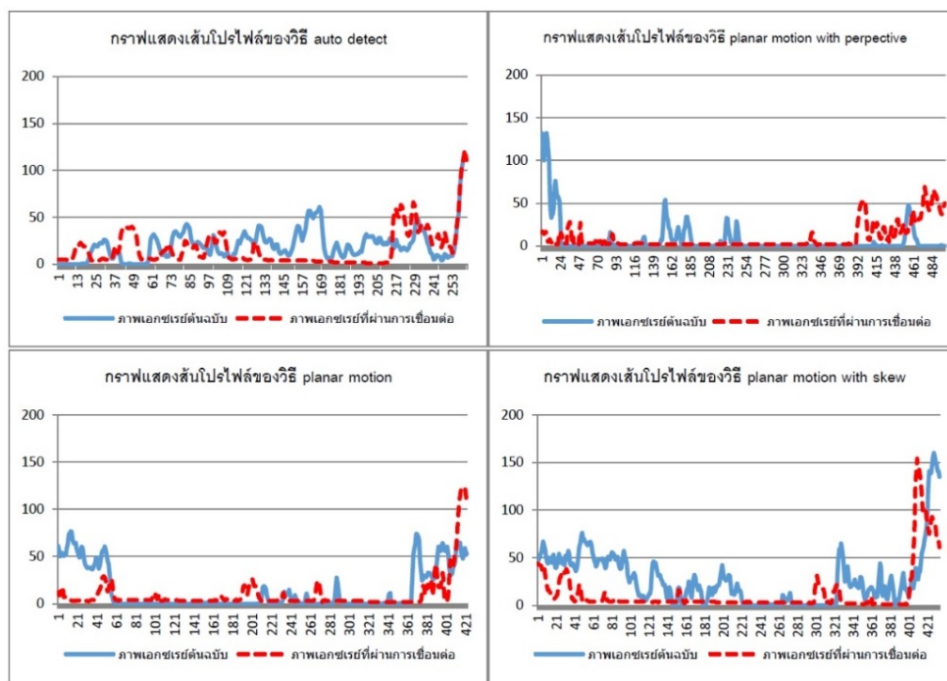 กราฟแสดงเส้นโปรไฟล์ของวิธี auto detect
200
150
100
50
0
1 13 25 37 49 61 73 85 97 109 121 133 145 157 169 181 193 205 217 229 241 253
ภาพเอกซเรย์ต้นฉบับ ภาพเอกซเรย์ที่ผ่านการเชื่อมต่อ
กราฟแสดงเส้นโปรไฟล์ของวิธี planar motion with perpective
200
150
100
50
0
1 24 47 70 93 116 139 162 185 208 231 254 277 300 323 346 369 392 415 438 461 484
ภาพเอกซเรย์ต้นฉบับ ภาพเอกซเรย์ที่ผ่านการเชื่อมต่อ
กราฟแสดงเส้นโปรไฟล์ของวิธี planar motion
200
150
100
50
0
1 21 41 61 81 101 121 141 161 181 201 221 241 261 281 301 321 341 361 381 401 421
ภาพเอกซเรย์ต้นฉบับ ภาพเอกซเรย์ที่ผ่านการเชื่อมต่อ
กราฟแสดงเส้นโปรไฟล์ของวิธี planar motion with skew
200
150
100
50
0
1 21 41 61 81 101 121 141 161 181 201 221 241 261 281 301 321 341 361 381 401 421
ภาพเอกซเรย์ต้นฉบับ ภาพเอกซเรย์ที่ผ่านการเชื่อมต่อ